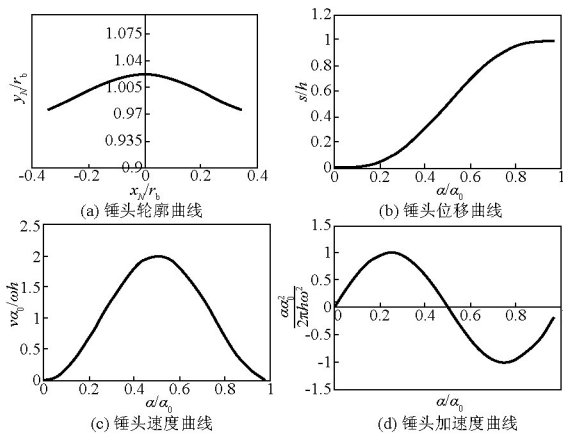 1.075
1.04
1.005
0.97
0.935
0.9
y_N/r_b
-0.4 -0.2 0 0.2 0.4
x_N/r_b
(a) 锤头轮廓曲线
1.2
1.0
0.8
0.6
0.4
0.2
0
s/h
0.2 0.4 0.6 0.8 1
α/α_0
(b) 锤头位移曲线
2.5
2
1.5
1
0.5
0
vα_0/ωh
0 0.2 0.4 0.6 0.8 1
α/α_0
(c) 锤头速度曲线
1.5
1
0.5
0
-0.5
-1
-1.5
aα_0^2/2πhω^2
0.2 0.4 0.6 0.8
α/α_0
(d) 锤头加速度曲线